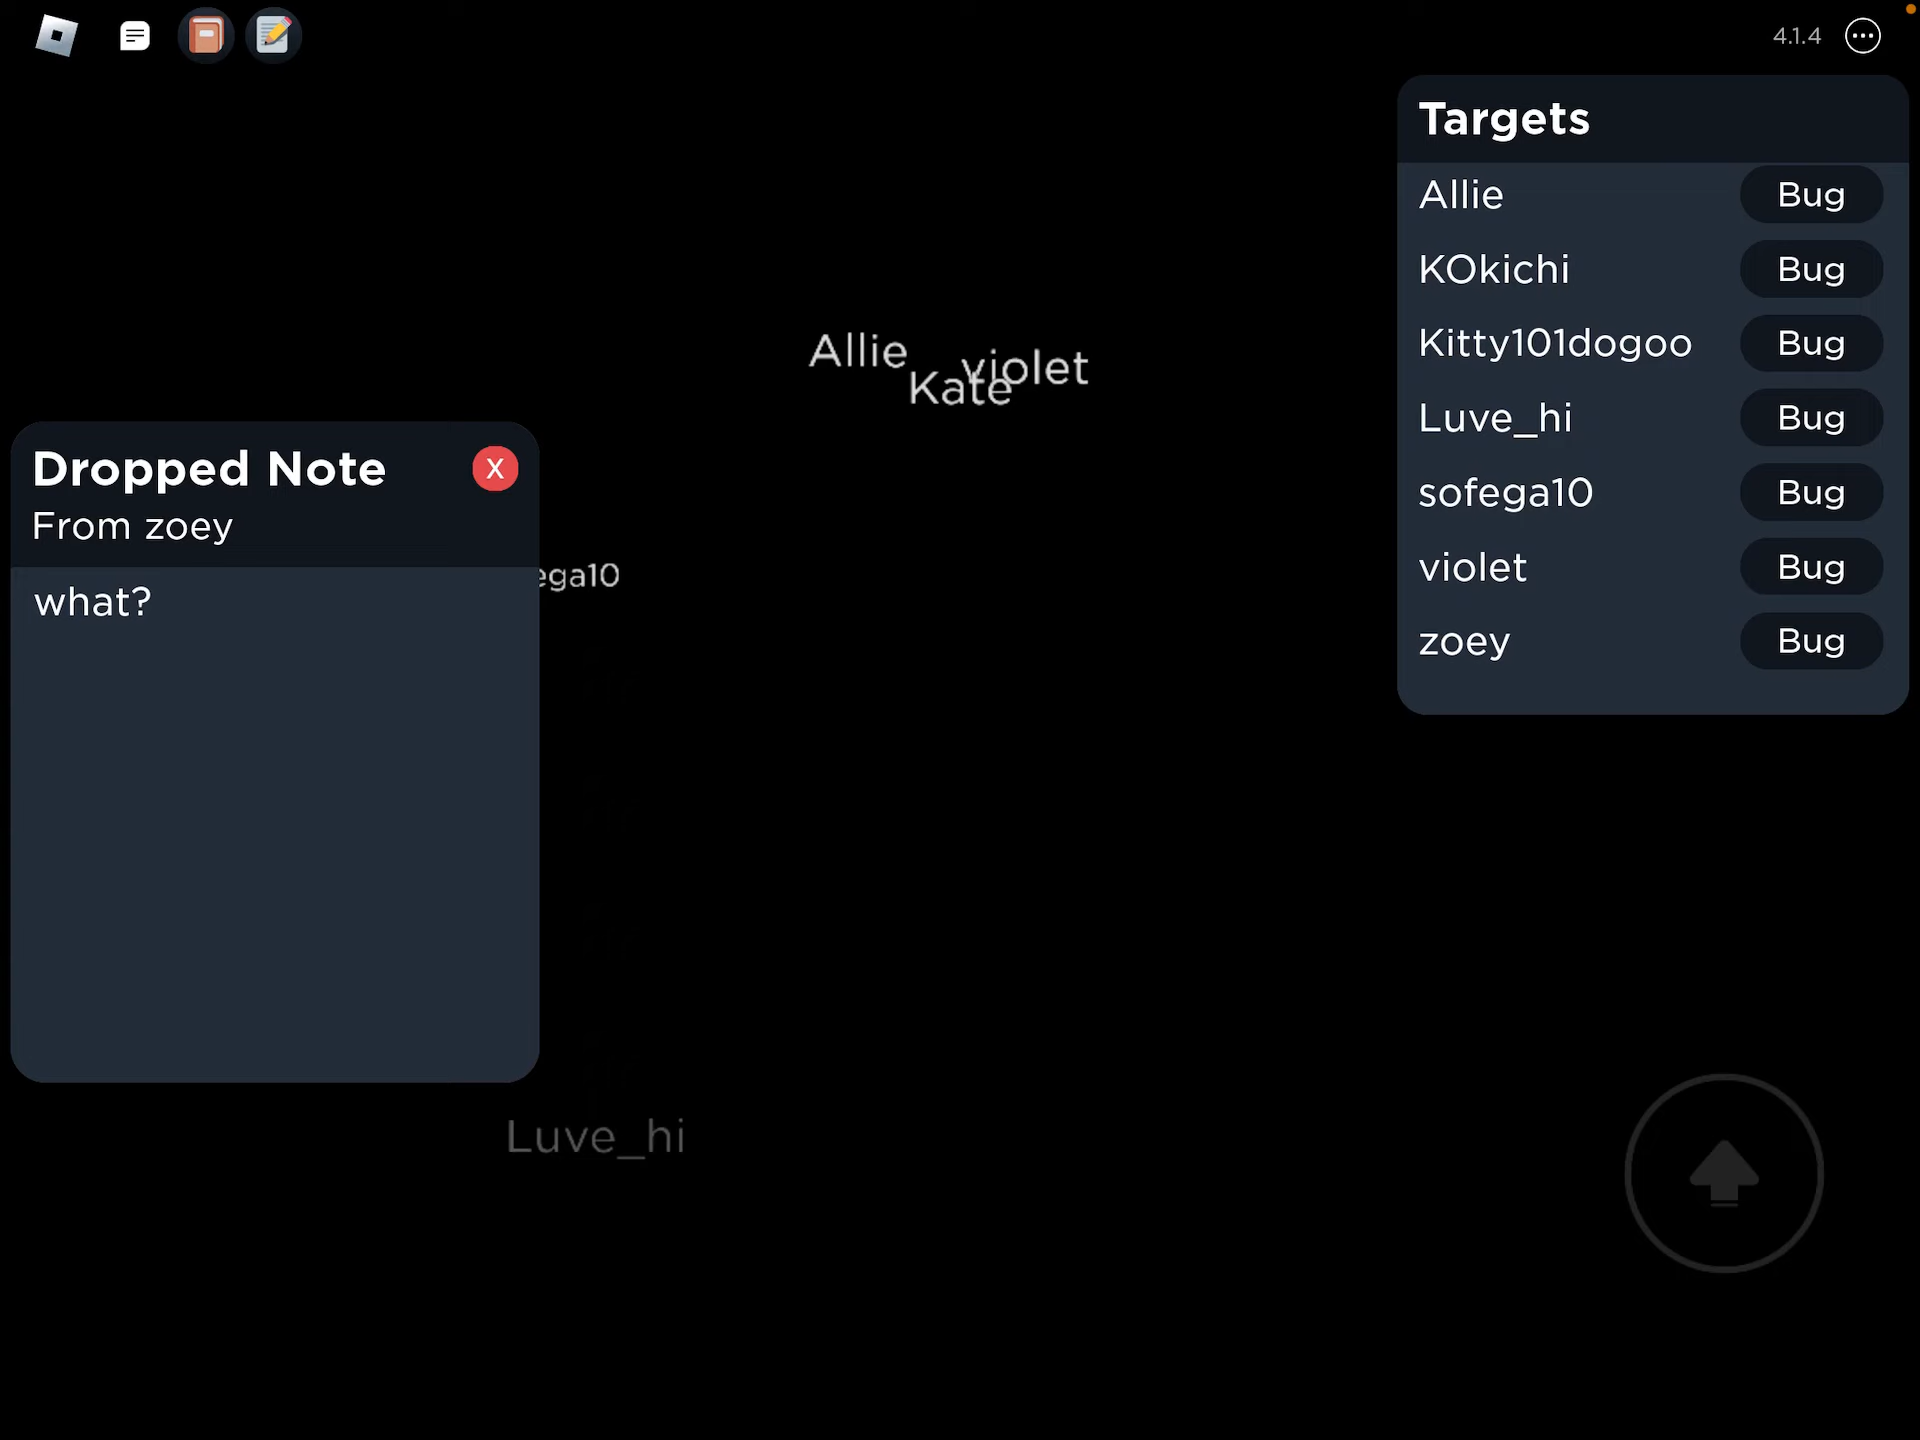 4.1.4
Targets
Allie Bug
KOkichi Bug
Kitty101dogoo Bug
Luve_hi Bug
sofega10 Bug
violet Bug
zoey Bug
Allie
violet
Kate
Dropped Note X
From zoey
what?
ega10
Luve_hi